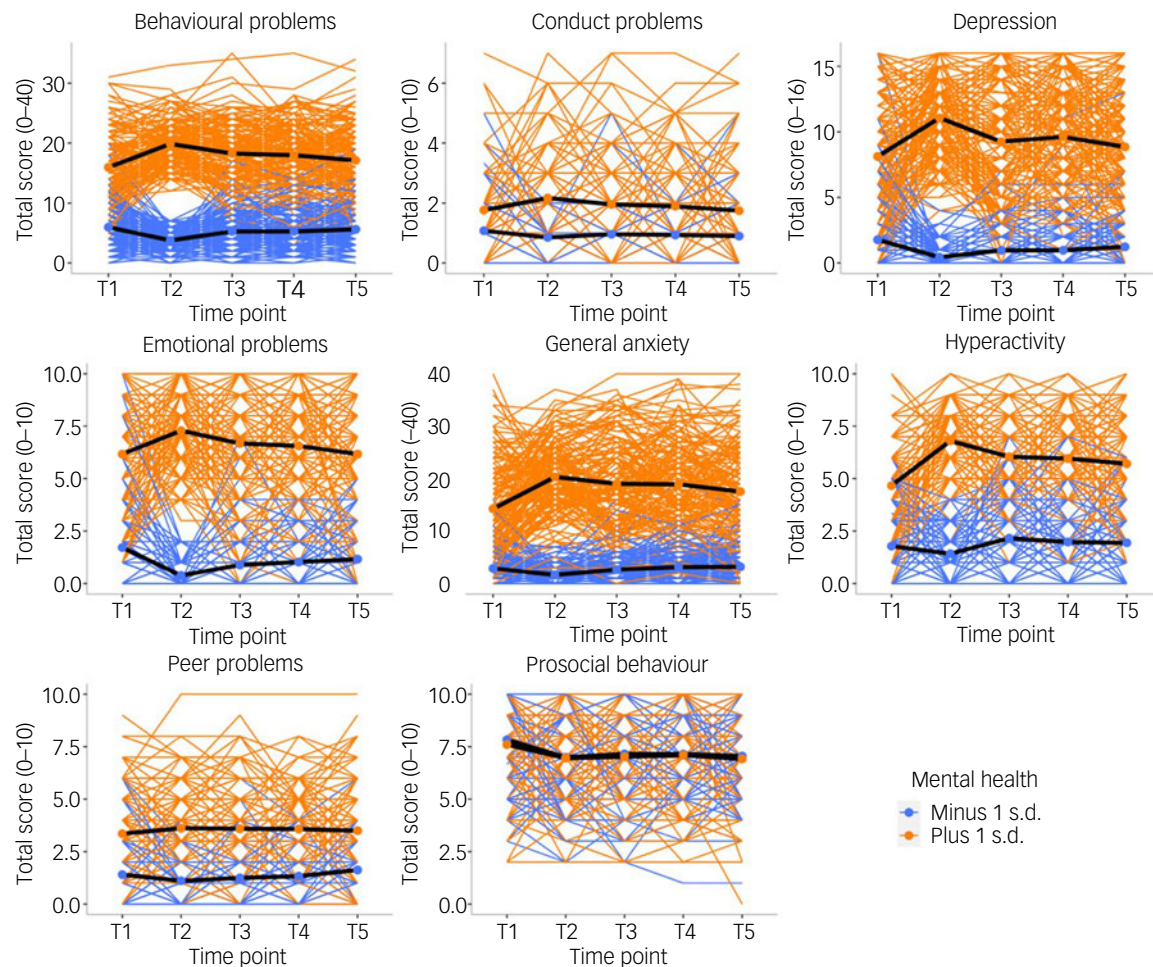 Behavioural problems
Total score (0–40)
30
20
10
0
T1 T2 T3 T4 T5
Time point
Conduct problems
Total score (0–10)
6
4
2
0
T1 T2 T3 T4 T5
Time point
Depression
Total score (0–16)
15
10
5
0
T1 T2 T3 T4 T5
Time point
Emotional problems
Total score (0–10)
10.0
7.5
5.0
2.5
0.0
T1 T2 T3 T4 T5
Time point
General anxiety
Total score (–40)
40
30
20
10
0
T1 T2 T3 T4 T5
Time point
Hyperactivity
Total score (0–10)
10.0
7.5
5.0
2.5
0.0
T1 T2 T3 T4 T5
Time point
Peer problems
Total score (0–10)
10.0
7.5
5.0
2.5
0.0
T1 T2 T3 T4 T5
Time point
Prosocial behaviour
Total score (0–10)
10.0
7.5
5.0
2.5
0.0
T1 T2 T3 T4 T5
Time point
Mental health
Minus 1 s.d.
Plus 1 s.d.